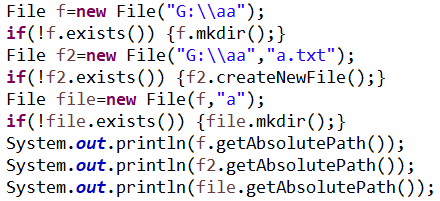 File f=new File("G:\\aa");
if(!f.exists()) {f.mkdir();}
File f2=new File("G:\\aa","a.txt");
if(!f2.exists()) {f2.createNewFile();}
File file=new File(f,"a");
if(!file.exists()) {file.mkdir();}
System.out.println(f.getAbsolutePath());
System.out.println(f2.getAbsolutePath());
System.out.println(file.getAbsolutePath());